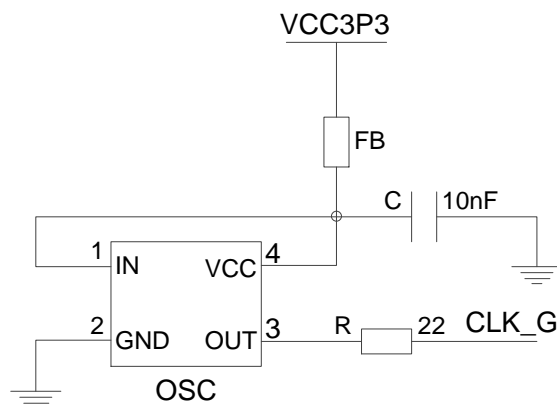 VCC3P3
FB
C 10nF
1 IN VCC 4
2 GND OUT 3 R 22 CLK_G
OSC